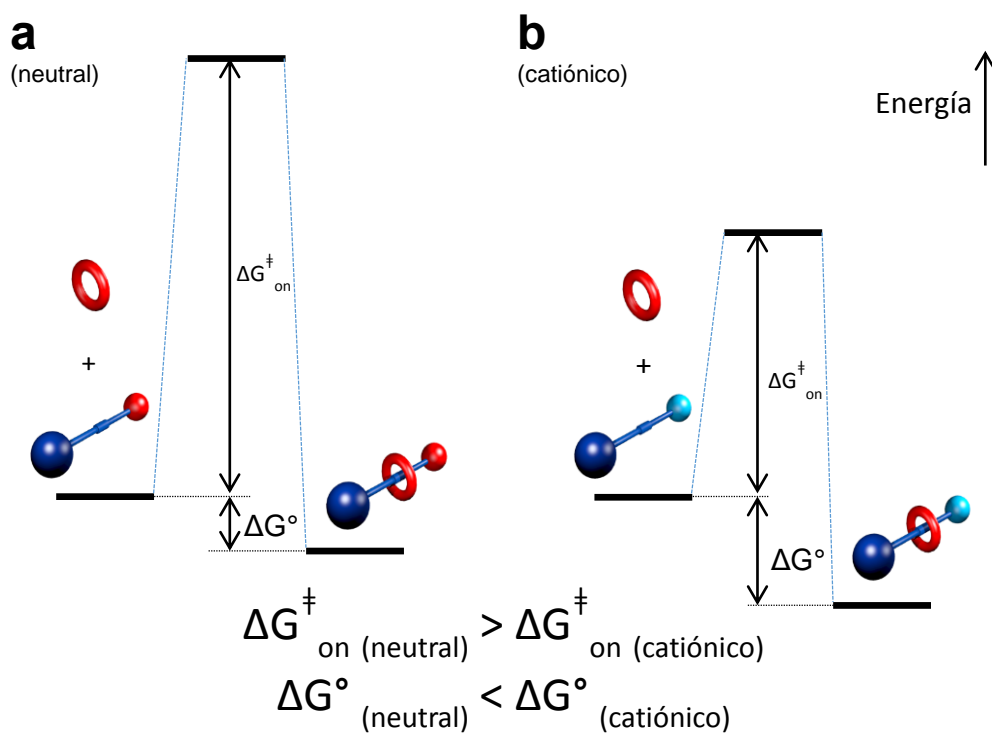 a
(neutral)
b
(catiónico)
Energía
ΔG‡on
+
ΔG°
ΔG‡on
+
ΔG°
ΔG‡on (neutral) > ΔG‡on (catiónico)
ΔG°(neutral) < ΔG°(catiónico)